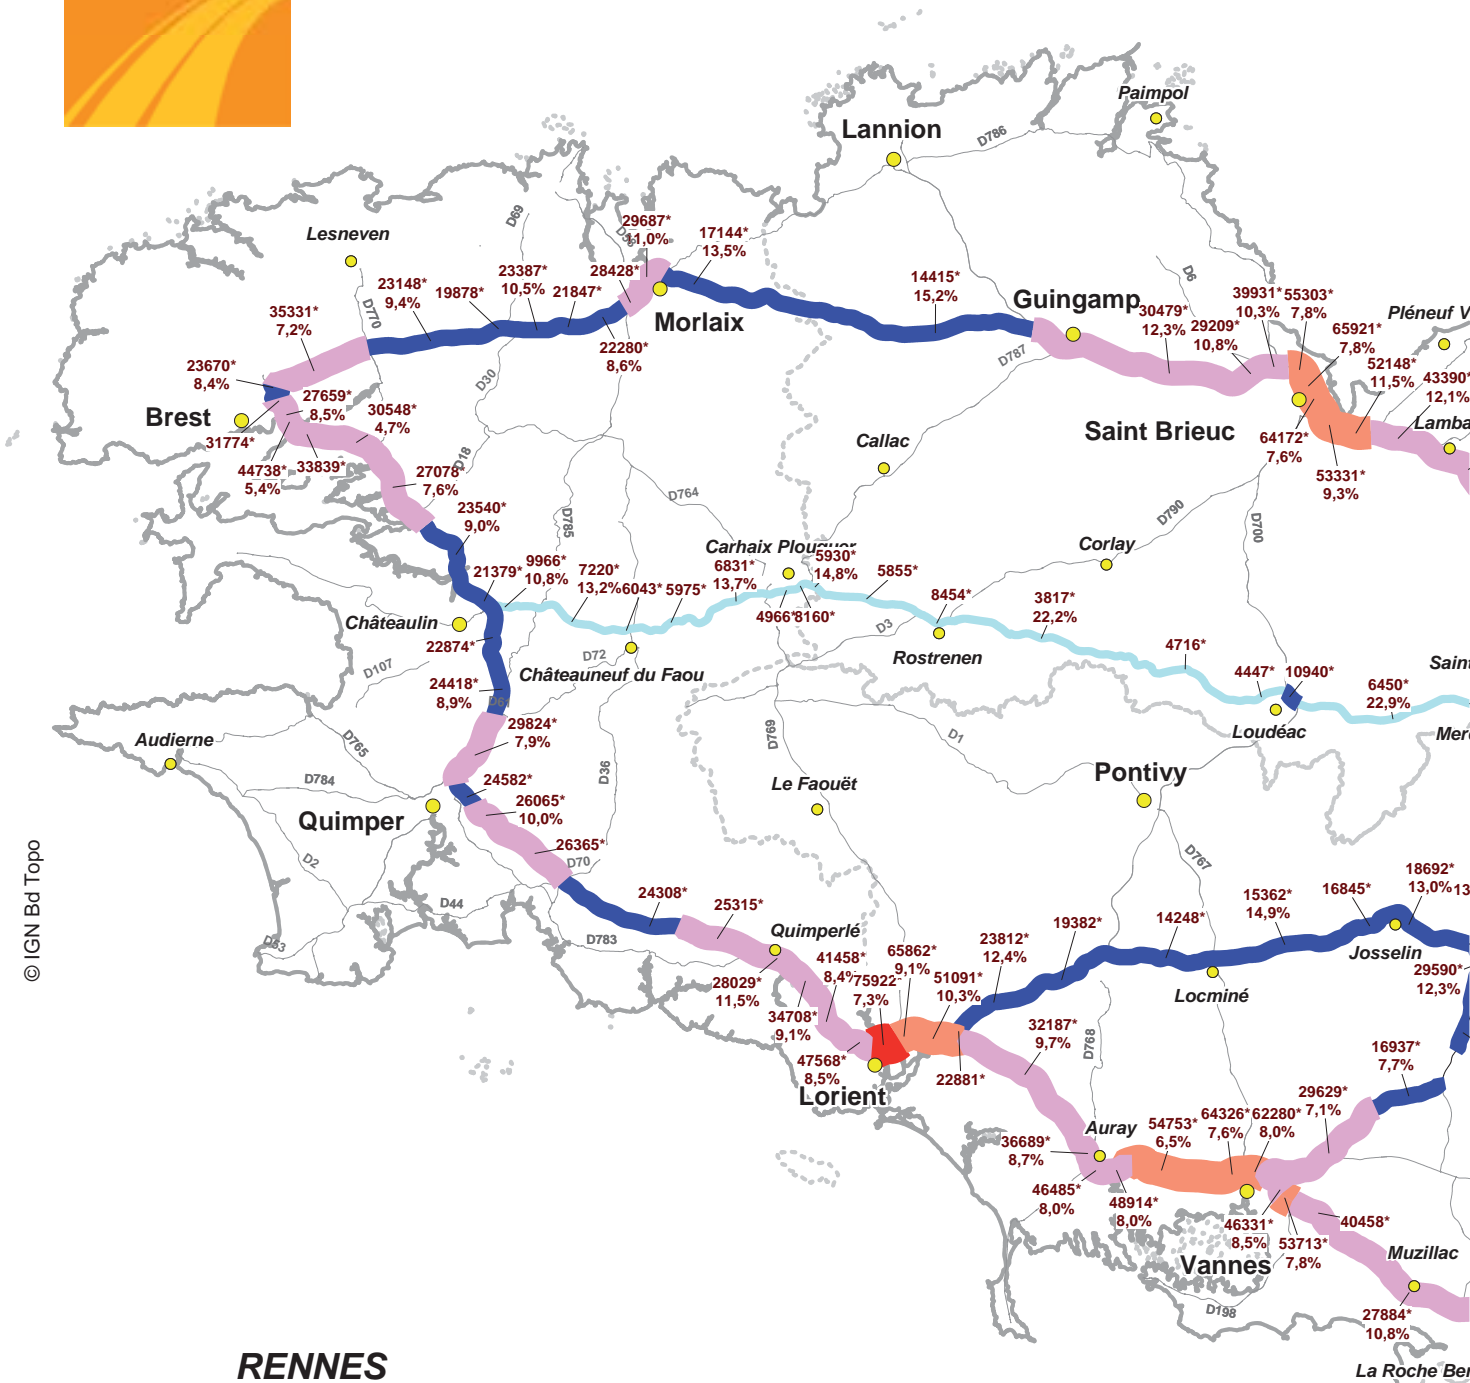 Paimpol
Lannion
D786
D69
29687*
11,0%
17144*
13,5%
Lesneven
23148*
9,4%
19878*
23387*
10,5%
21847*
28428*
D6
14415*
15,2%
Guingamp
30479*
12,3%
29209*
10,8%
39931*
10,3%
55303*
7,8%
65921*
7,8%
Pléneuf V
35331*
7,2%
D770
Morlaix
22280*
8,6%
D787
52148*
11,5%
43390*
12,1%
23670*
8,4%
27659*
8,5%
30548*
4,7%
D30
Brest
31774*
44738*
5,4%
33839*
27078*
7,6%
D18
Callac
Saint Brieuc
64172*
7,6%
53331*
9,3%
Lamba
23540*
9,0%
D785
D764
D790
D700
Corlay
21379*
9966*
10,8%
7220*
13,2%
6043*
5975*
Carhaix Plouguer
6831*
13,7%
5930*
14,8%
4966*
8160*
5855*
8454*
3817*
22,2%
Châteaulin
22874*
D107
D72
D3
Châteauneuf du Faou
Rostrenen
4716*
4447*
10940*
6450*
22,9%
Saint
24418*
8,9%
29824*
7,9%
D765
Audierne
D784
D769
D1
Loudéac
Merd
24582*
26065*
10,0%
D36
Le Faouët
Pontivy
Quimper
26365*
D70
D2
D767
© IGN Bd Topo
D44
D53
24308*
25315*
D783
Quimperlé
28029*
11,5%
41458*
8,4%
75922*
7,3%
65862*
9,1%
51091*
10,3%
23812*
12,4%
19382*
14248*
15362*
14,9%
16845*
18692*
13,0%
13
Josselin
29590*
12,3%
Locminé
34708*
9,1%
47568*
8,5%
Lorient
22881*
32187*
9,7%
D768
16937*
7,7%
29629*
7,1%
Auray
36689*
8,7%
54753*
6,5%
64326*
7,6%
62280*
8,0%
46485*
8,0%
48914*
8,0%
46331*
8,5%
53713*
7,8%
40458*
Vannes
Muzillac
D198
27884*
10,8%
La Roche Ber
RENNES